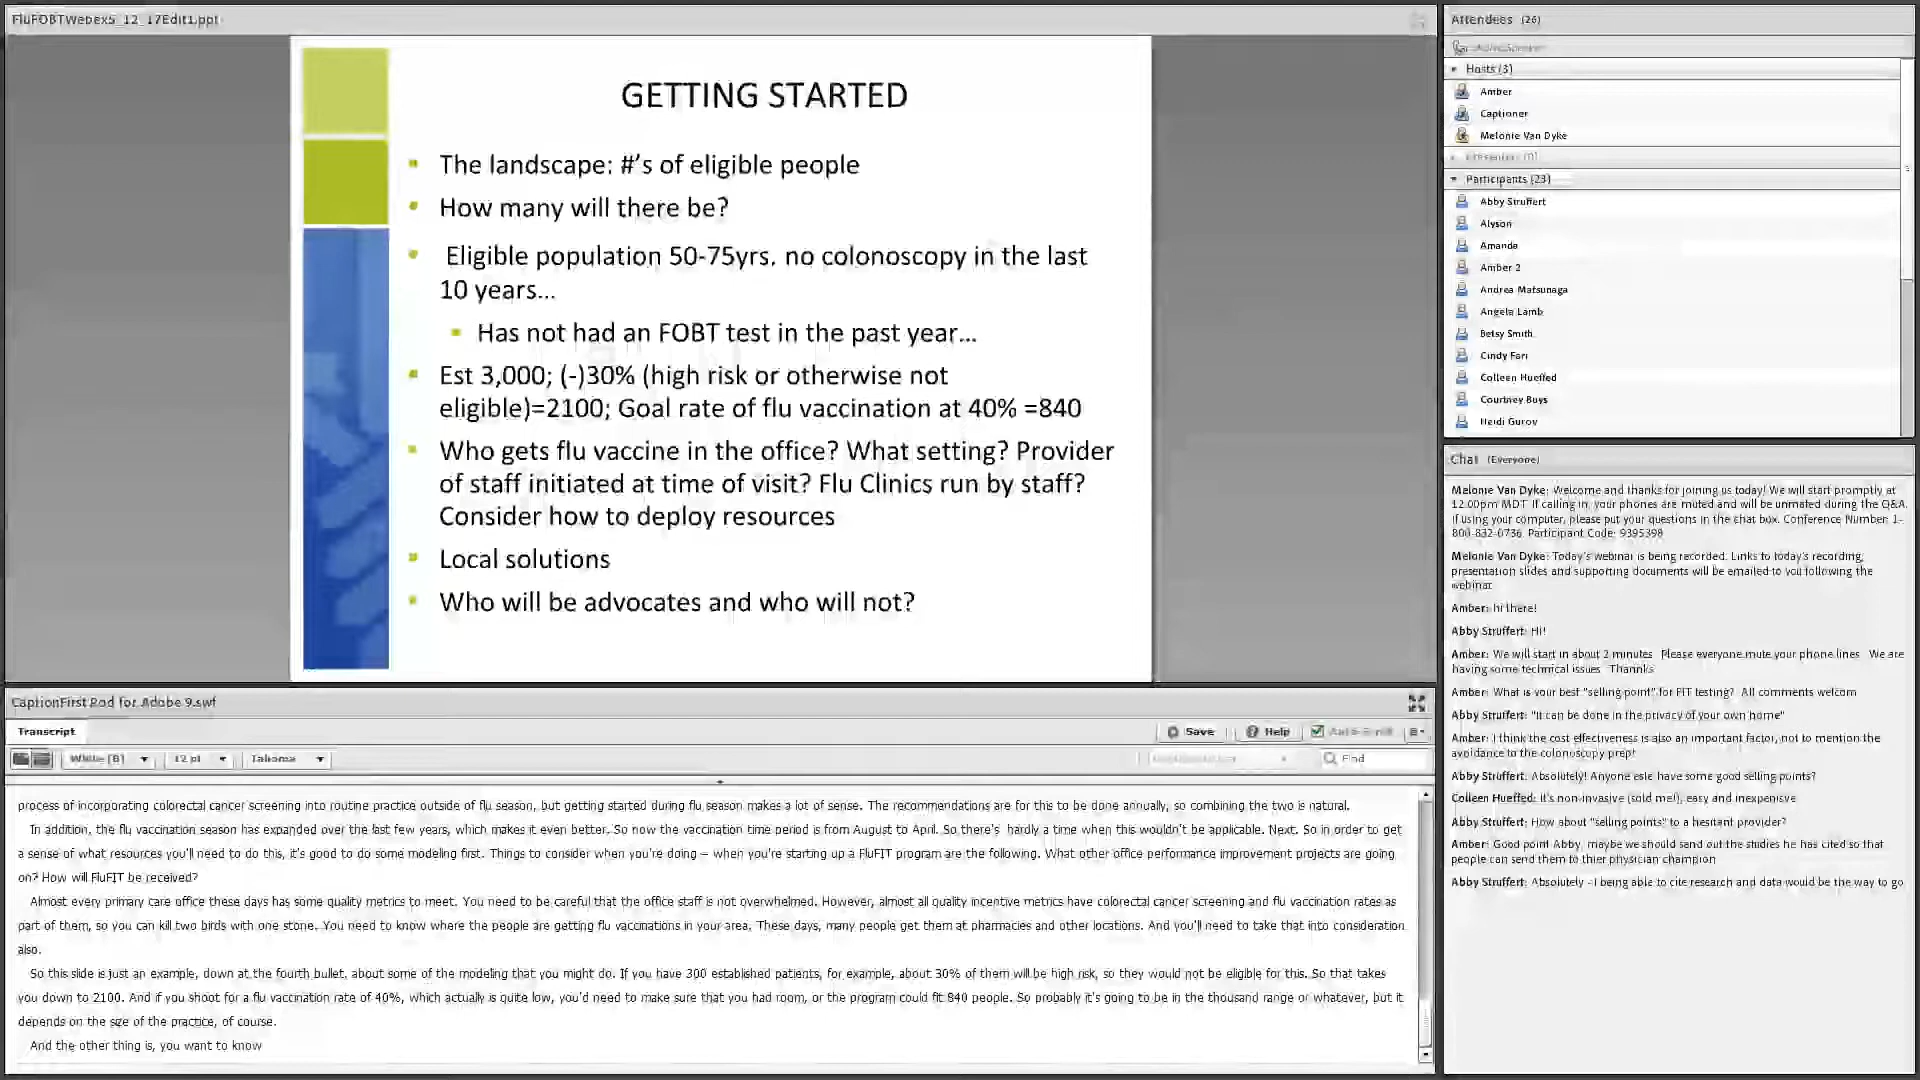 FluFOBTWebex5_12_17Edit1.ppt
GETTING STARTED
The landscape: #'s of eligible people
How many will there be?
Eligible population 50-75yrs. no colonoscopy in the last
10 years...
Has not had an FOBT test in the past year...
Est 3,000; (-)30% (high risk or otherwise not
eligible)=2100; Goal rate of flu vaccination at 40% =840
Who gets flu vaccine in the office? What setting? Provider
of staff initiated at time of visit? Flu Clinics run by staff?
Consider how to deploy resources
Local solutions
Who will be advocates and who will not?
CaptionFirst Pod for Adobe 9.swf
Transcript
Save
Help
Auto-Scroll
White [B]
12 pt
Tahoma
Find
process of incorporating colorectal cancer screening into routine practice outside of flu season, but getting started during flu season makes a lot of sense. The recommendations are for this to be done annually, so combining the two is natural.
In addition, the flu vaccination season has expanded over the last few years, which makes it even better. So now the vaccination time period is from August to April. So there's hardly a time when this wouldn't be applicable. Next. So in order to get
a sense of what resources you'll need to do this, it's good to do some modeling first. Things to consider when you're doing -- when you're starting up a FluFIT program are the following. What other office performance improvement projects are going
on? How will FluFIT be received?
Almost every primary care office these days has some quality metrics to meet. You need to be careful that the office staff is not overwhelmed. However, almost all quality incentive metrics have colorectal cancer screening and flu vaccination rates as
part of them, so you can kill two birds with one stone. You need to know where the people are getting flu vaccinations in your area. These days, many people get them at pharmacies and other locations. And you'll need to take that into consideration
also.
So this slide is just an example, down at the fourth bullet, about some of the modeling that you might do. If you have 300 established patients, for example, about 30% of them will be high risk, so they would not be eligible for this. So that takes
you down to 2100. And if you shoot for a flu vaccination rate of 40%, which actually is quite low, you'd need to make sure that you had room, or the program could fit 840 people. So probably it's going to be in the thousand range or whatever, but it
depends on the size of the practice, of course.
And the other thing is, you want to know
Attendees (26)
Active Speaker
Hosts (3)
Amber
Captioner
Melonie Van Dyke
Presenters (0)
Participants (23)
Abby Struffert
Alyson
Amanda
Amber 2
Andrea Matsunaga
Angela Lamb
Betsy Smith
Cindy Fari
Colleen Hueffed
Courtney Buys
Heidi Gurov
Chat (Everyone)
Melonie Van Dyke: Welcome and thanks for joining us today! We will start promptly at
12:00pm MDT. If calling in, your phones are muted and will be unmated during the Q&A.
If using your computer, please put your questions in the chat box. Conference Number: 1-
800-832-0736 Participant Code: 9395398
Melonie Van Dyke: Today's webinar is being recorded. Links to today's recording,
presentation slides and supporting documents will be emailed to you following the
webinar
Amber: hi there!
Abby Struffert: Hi!
Amber: We will start in about 2 minutes Please everyone mute your phone lines We are
having some technical issues Thannks
Amber: What is your best "selling point" for FIT testing? All comments welcom
Abby Struffert: "It can be done in the privacy of your own home"
Amber: I think the cost effectiveness is also an important factor, not to mention the
avoidance to the colonoscopy prep!
Abby Struffert: Absolutely! Anyone esle have some good selling points?
Colleen Hueffed: It's non-invasive (sold me!), easy and inexpenisve
Abby Struffert: How about "selling points" to a hesitant provider?
Amber: Good point Abby, maybe we should send out the studies he has cited so that
people can send them to thier physician champion
Abby Struffert: Absolutely - I being able to cite research and data would be the way to go